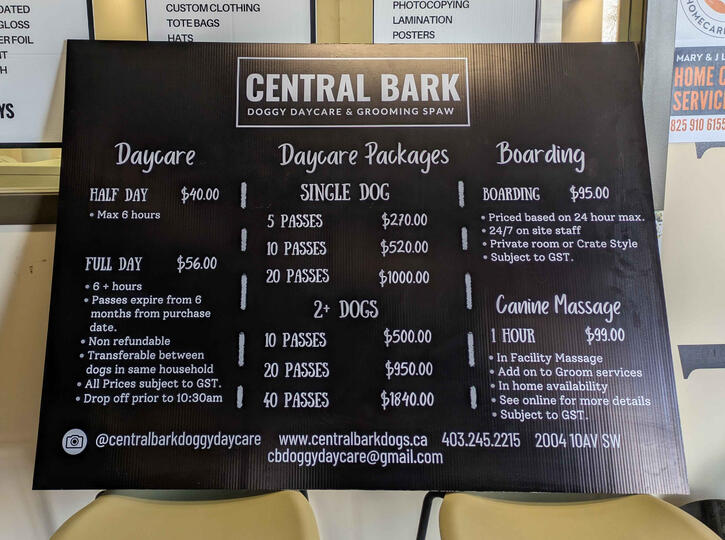 DATED
GLOSS
ER FOIL
CUSTOM CLOTHING
TOTE BAGS
HATS
PHOTOCOPYING
LAMINATION
POSTERS
HOMECAR
MARY & J L
HOME C
SERVIC
825 910 6155
CENTRAL BARK
DOGGY DAYCARE & GROOMING SPAW
Daycare
HALF DAY $40.00
• Max 6 hours
FULL DAY $56.00
• 6 + hours
• Passes expire from 6
months from purchase
date.
• Non refundable
• Transferable between
dogs in same household
• All Prices subject to GST.
• Drop off prior to 10:30am
Daycare Packages
SINGLE DOG
5 PASSES $270.00
10 PASSES $520.00
20 PASSES $1000.00
2+ DOGS
10 PASSES $500.00
20 PASSES $950.00
40 PASSES $1840.00
Boarding
BOARDING $95.00
• Priced based on 24 hour max.
• 24/7 on site staff
• Private room or Crate Style
• Subject to GST.
Canine Massage
1 HOUR $99.00
• In Facility Massage
• Add on to Groom services
• In home availability
• See online for more details
• Subject to GST.
@centralbarkdoggydaycare www.centralbarkdogs.ca 403.245.2215 2004 10AV SW
cbdoggydaycare@gmail.com